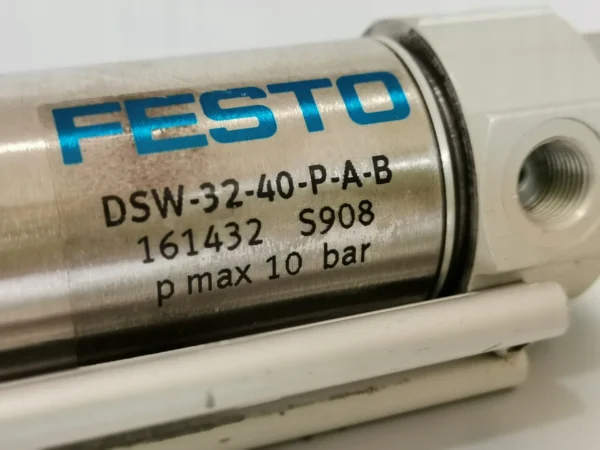 FESTO
DSW-32-40-P-A-B
161432 S908
p max 10 bar